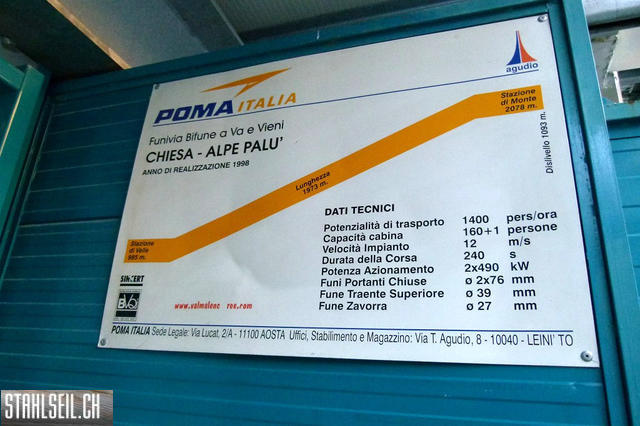 agudio
POMA ITALIA
Funivia Bifune a Va e Vieni
CHIESA - ALPE PALU'
ANNO DI REALIZZAZIONE 1998
Stazione
di Monte
2078 m.
Dislivello 1093 m.
Lunghezza
1973 m.
Stazione
di Valle
985 m.
DATI TECNICI
Potenzialità di trasporto 1400 pers/ora
Capacità cabina 160+1 persone
Velocità Impianto 12 m/s
Durata della Corsa 240 s
Potenza Azionamento 2x490 kW
Funi Portanti Chiuse ø 2x76 mm
Fune Traente Superiore ø 39 mm
Fune Zavorra ø 27 mm
SINCERT
BVQI
POMA ITALIA Sede Legale: Via Lucat, 2/A - 11100 AOSTA Uffici, Stabilimento e Magazzino: Via T. Agudio, 8 - 10040 - LEINI' TO
STAHLSEIL.CH